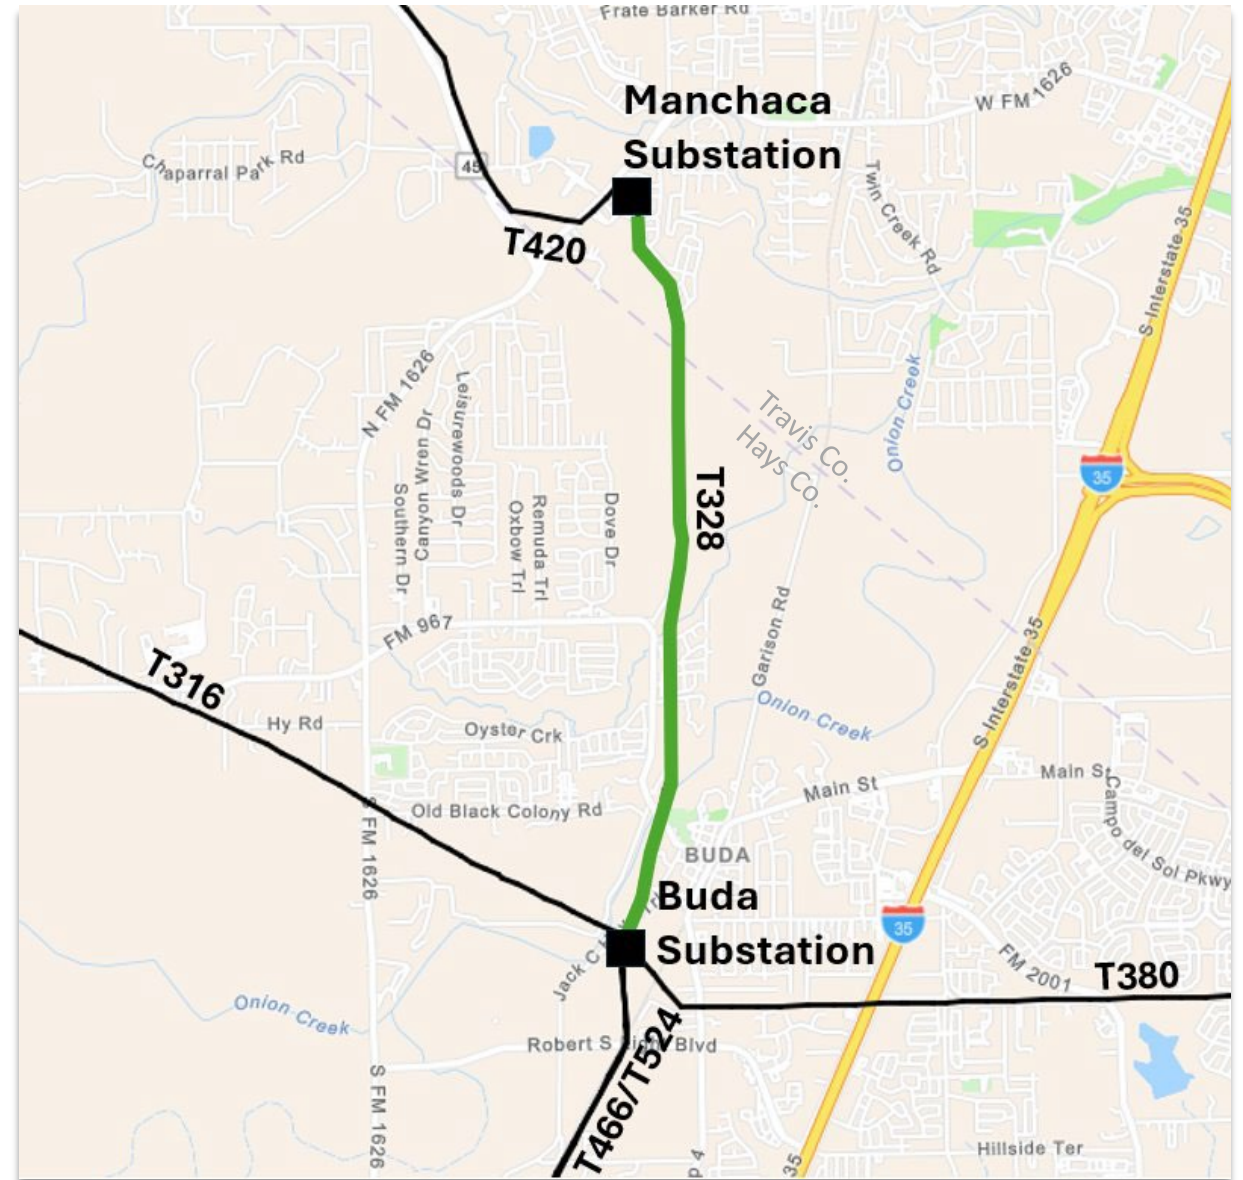 Frate Barker Rd
Manchaca
Substation
W FM 1626
Chaparral Park Rd
45
Twin Creek Rd
T420
S Interstate 35
N FM 1626
Leisurewoods Dr
Canyon Wren Dr
Southern Dr
Remuda Trl
Oxbow Trl
Dove Dr
T328
Travis Co.
Hays Co.
Onion Creek
35
FM 967
Garison Rd
S Interstate 35
T316
Hy Rd
Oyster Crk
Onion Creek
Main St
Main St
Campo del Sol Pkwy
Old Black Colony Rd
S FM 1626
BUDA
Buda
Substation
35
Jack C
Trl
FM 2001
T380
Onion Creek
Robert S
Blvd
T466/T524
S FM 1626
Hillside Ter
35